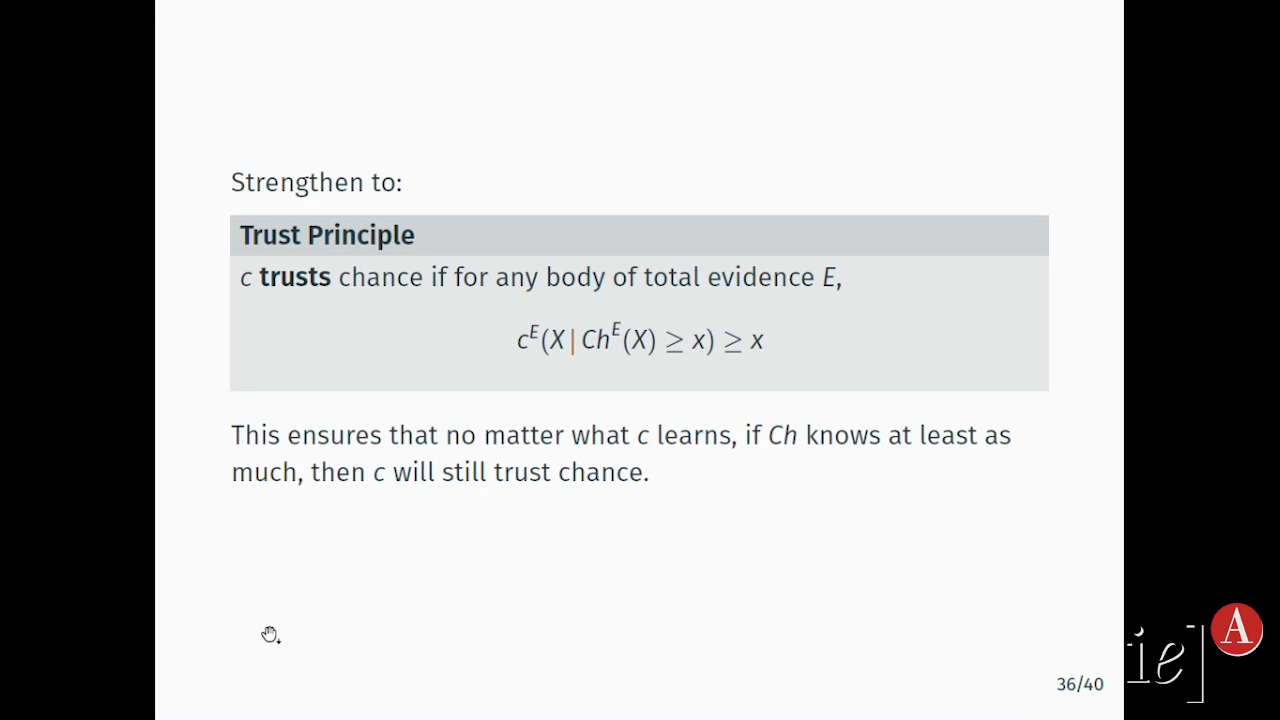 Strengthen to:
Trust Principle
c trusts chance if for any body of total evidence E,
c^E(X | Ch^E(X) ≥ x) ≥ x
This ensures that no matter what c learns, if Ch knows at least as
much, then c will still trust chance.
36/40
ie]
A